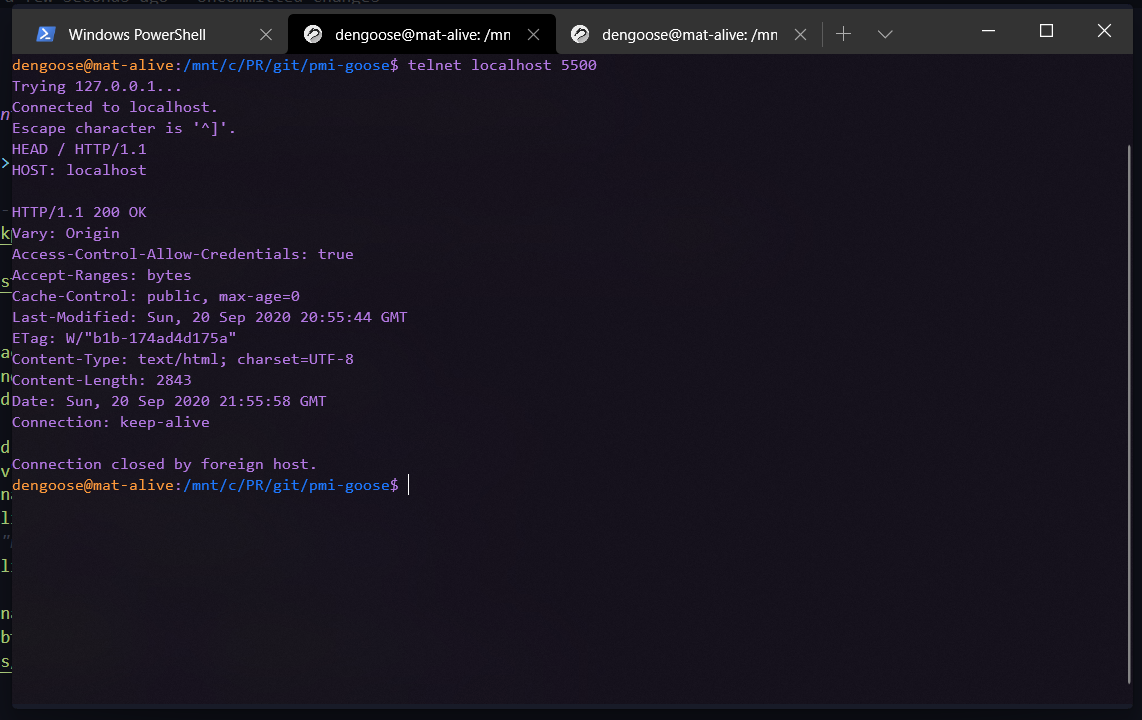 a few seconds ago Uncommitted changes
Windows PowerShell
dengoose@mat-alive: /mn
dengoose@mat-alive: /mn
dengoose@mat-alive:/mnt/c/PR/git/pmi-goose$ telnet localhost 5500
Trying 127.0.0.1...
Connected to localhost.
Escape character is '^]'.
HEAD / HTTP/1.1
HOST: localhost
HTTP/1.1 200 OK
Vary: Origin
Access-Control-Allow-Credentials: true
Accept-Ranges: bytes
Cache-Control: public, max-age=0
Last-Modified: Sun, 20 Sep 2020 20:55:44 GMT
ETag: W/"b1b-174ad4d175a"
Content-Type: text/html; charset=UTF-8
Content-Length: 2843
Date: Sun, 20 Sep 2020 21:55:58 GMT
Connection: keep-alive
Connection closed by foreign host.
dengoose@mat-alive:/mnt/c/PR/git/pmi-goose$